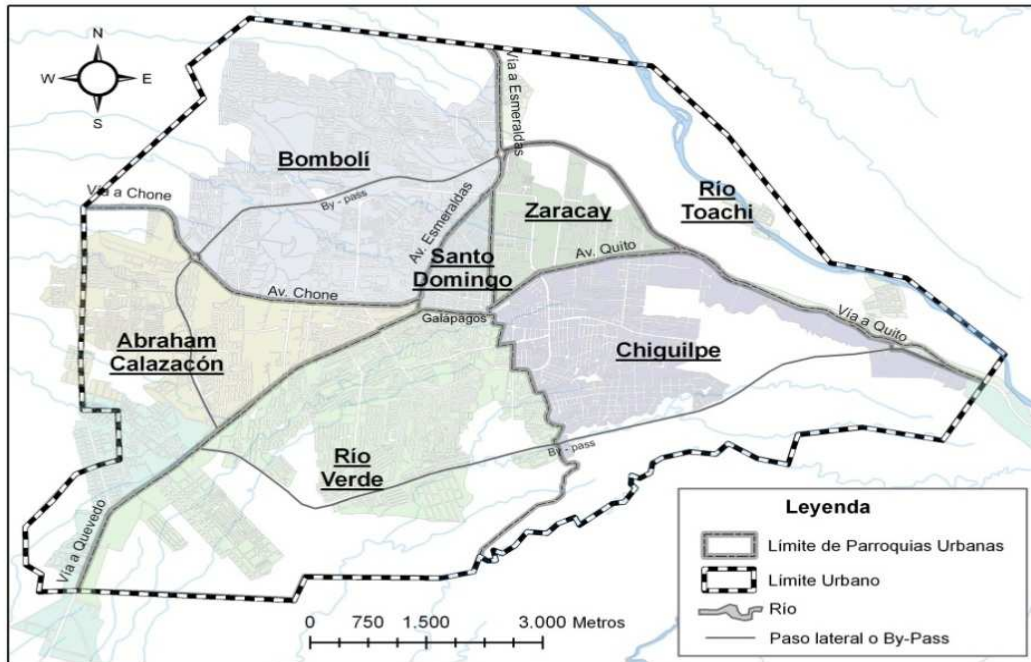 N
W E
S
Vía a Esmeraldas
Bombolí
By - pass
Vía a Chone
Av. Esmeraldas
Zaracay
Río
Toachi
Santo
Domingo
Av. Quito
Av. Chone
Galápagos
Vía a Quito
Abraham
Calazacón
Chiguilpe
Río
Verde
By - pass
Vía a Quevedo
0 750 1.500 3.000 Metros
Leyenda
Límite de Parroquias Urbanas
Límite Urbano
Río
Paso lateral o By-Pass